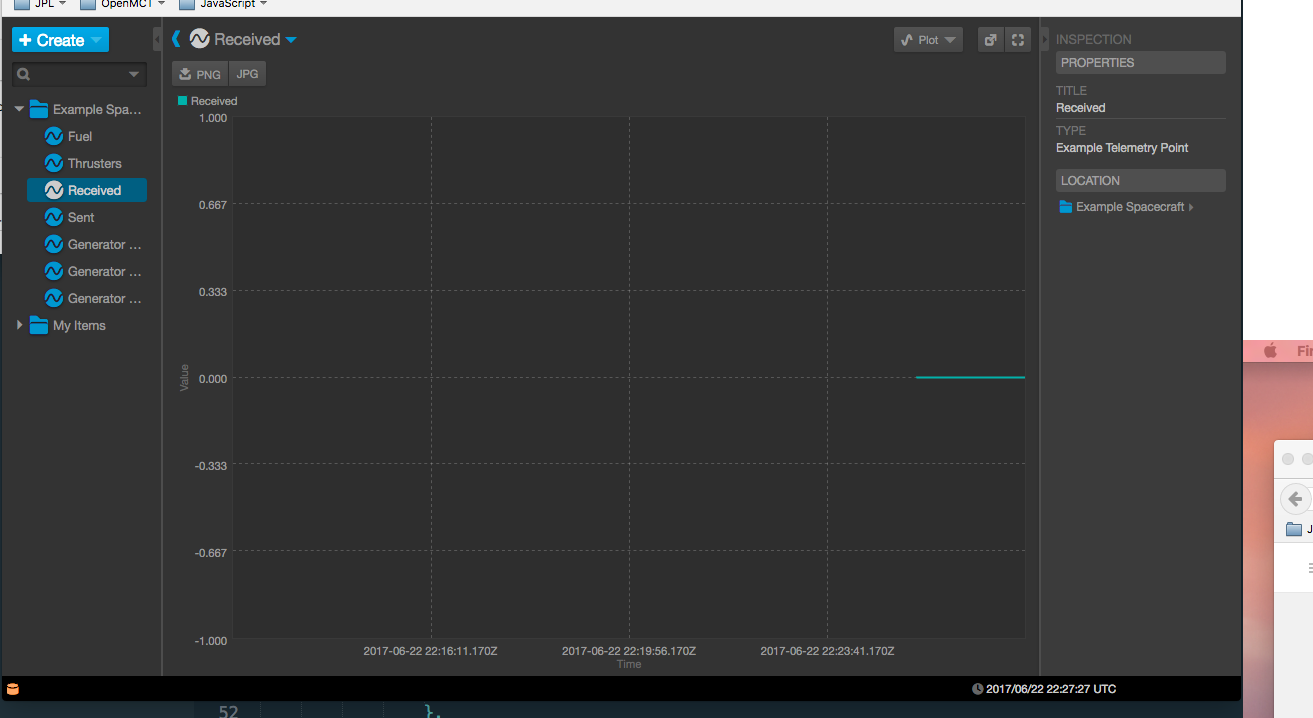 JPL OpenMCT JavaScript
Create
Received
Plot
INSPECTION
PROPERTIES
TITLE
Received
TYPE
Example Telemetry Point
LOCATION
Example Spacecraft
PNG JPG
Received
Example Spa...
Fuel
Thrusters
Received
Sent
Generator ...
Generator ...
Generator ...
My Items
1.000
0.667
0.333
0.000
-0.333
-0.667
-1.000
Value
2017-06-22 22:16:11.170Z 2017-06-22 22:19:56.170Z 2017-06-22 22:23:41.170Z
Time
2017/06/22 22:27:27 UTC
52 },